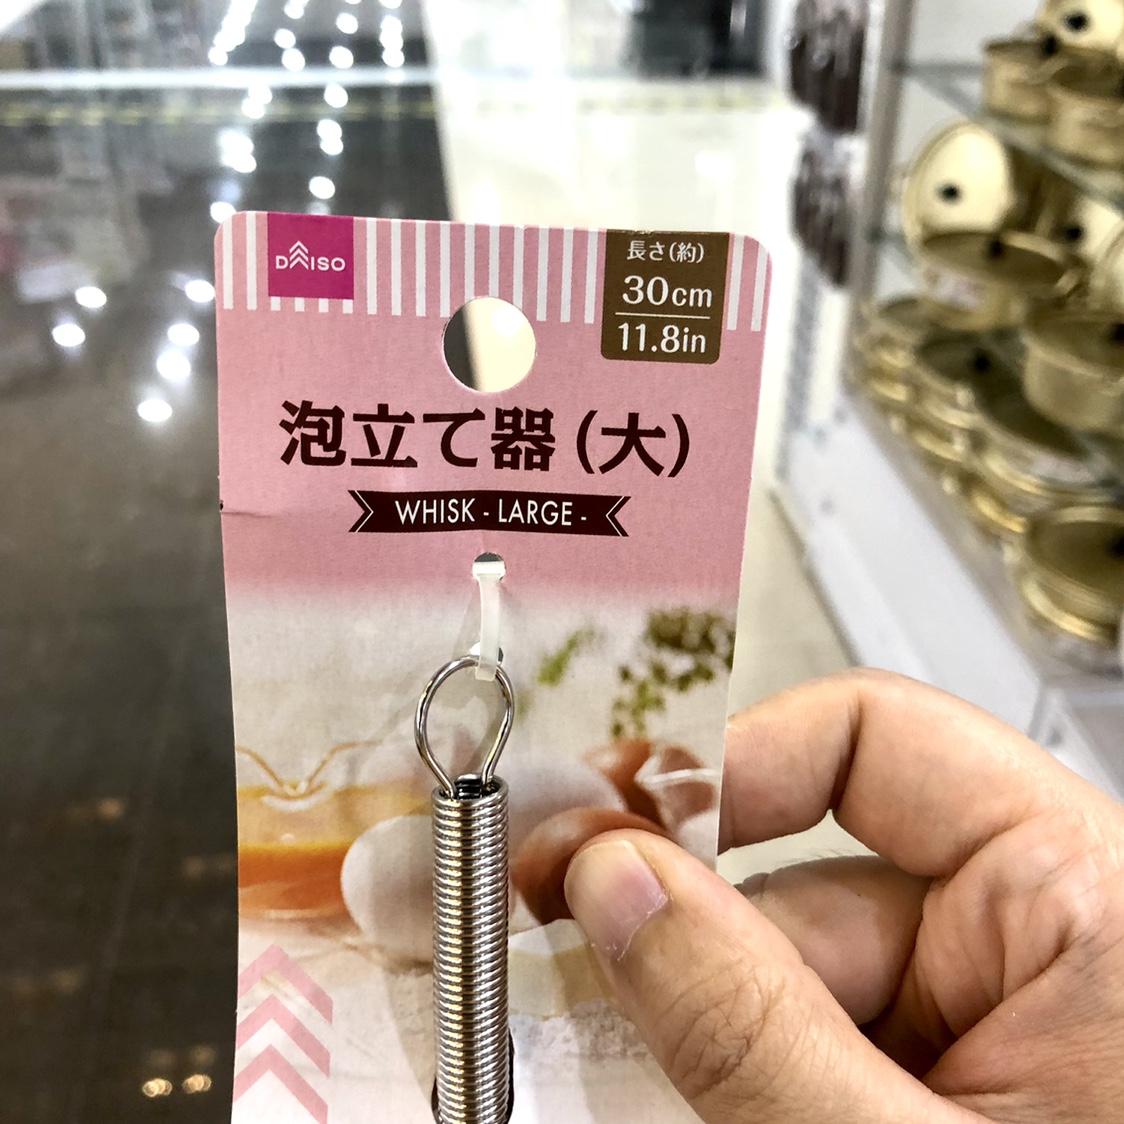 DAISO
長さ(約)
30cm
11.8in
泡立て器(大)
WHISK - LARGE -